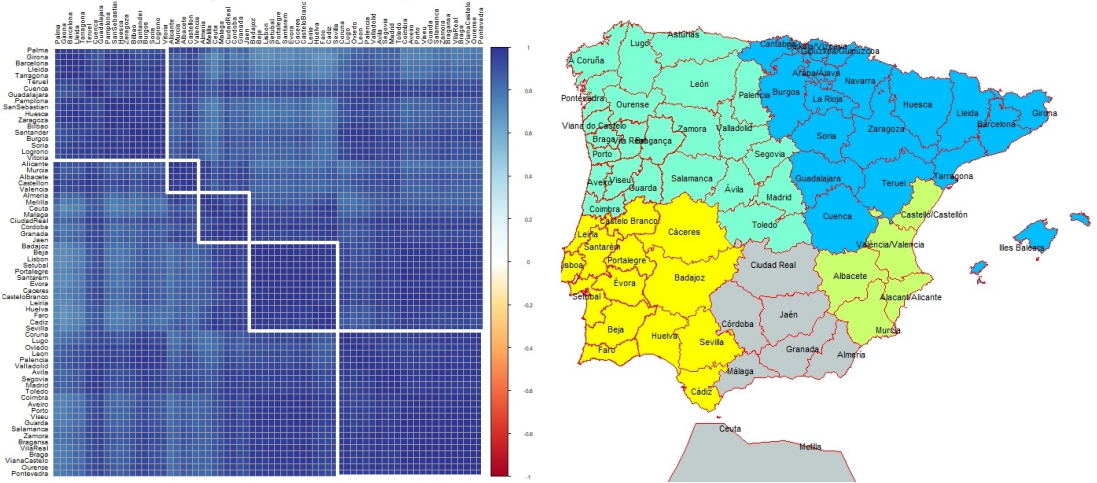 Palma
Girona
Barcelona
Lleida
Tarragona
Teruel
Cuenca
Guadalajara
Pamplona
SanSebastian
Huesca
Zaragoza
Bilbao
Santander
Burgos
Soria
Logrono
Vitoria
Alicante
Murcia
Albacete
Castellon
Valencia
Almeria
Melilla
Ceuta
Malaga
CiudadReal
Cordoba
Granada
Jaen
Badajoz
Beja
Lisbon
Setubal
Portalegre
Santarem
Evora
Caceres
CasteloBranco
Leiria
Huelva
Faro
Cadiz
Sevilla
Coruna
Lugo
Oviedo
Leon
Palencia
Valladolid
Avila
Segovia
Madrid
Toledo
Coimbra
Aveiro
Porto
Viseu
Guarda
Salamanca
Zamora
Bragansa
VilaReal
Braga
VianaCastelo
Ourense
Pontevedra
1
0.8
0.6
0.4
0.2
0
-0.2
-0.4
-0.6
-0.8
-1
Asturias
Lugo
A Coruña
León
Palencia
Pontevedra
Ourense
Viana do Castelo
Braga
Vila Real
Bragança
Zamora
Valladolid
Porto
Segovia
Aveiro
Viseu
Guarda
Salamanca
Ávila
Madrid
Coimbra
Toledo
Cantabria
Gipuzkoa/Guipúzcoa
Araba/Álava
Navarra
Burgos
La Rioja
Huesca
Lleida
Girona
Barcelona
Soria
Zaragoza
Tarragona
Guadalajara
Teruel
Cuenca
Castelló/Castellón
València/Valencia
Illes Balears
Albacete
Alacant/Alicante
Murcia
Castelo Branco
Cáceres
Leiria
Santarém
Portalegre
Lisboa
Badajoz
Évora
Setúbal
Beja
Huelva
Sevilla
Faro
Cádiz
Ciudad Real
Córdoba
Jaén
Granada
Almería
Málaga
Ceuta
Melilla